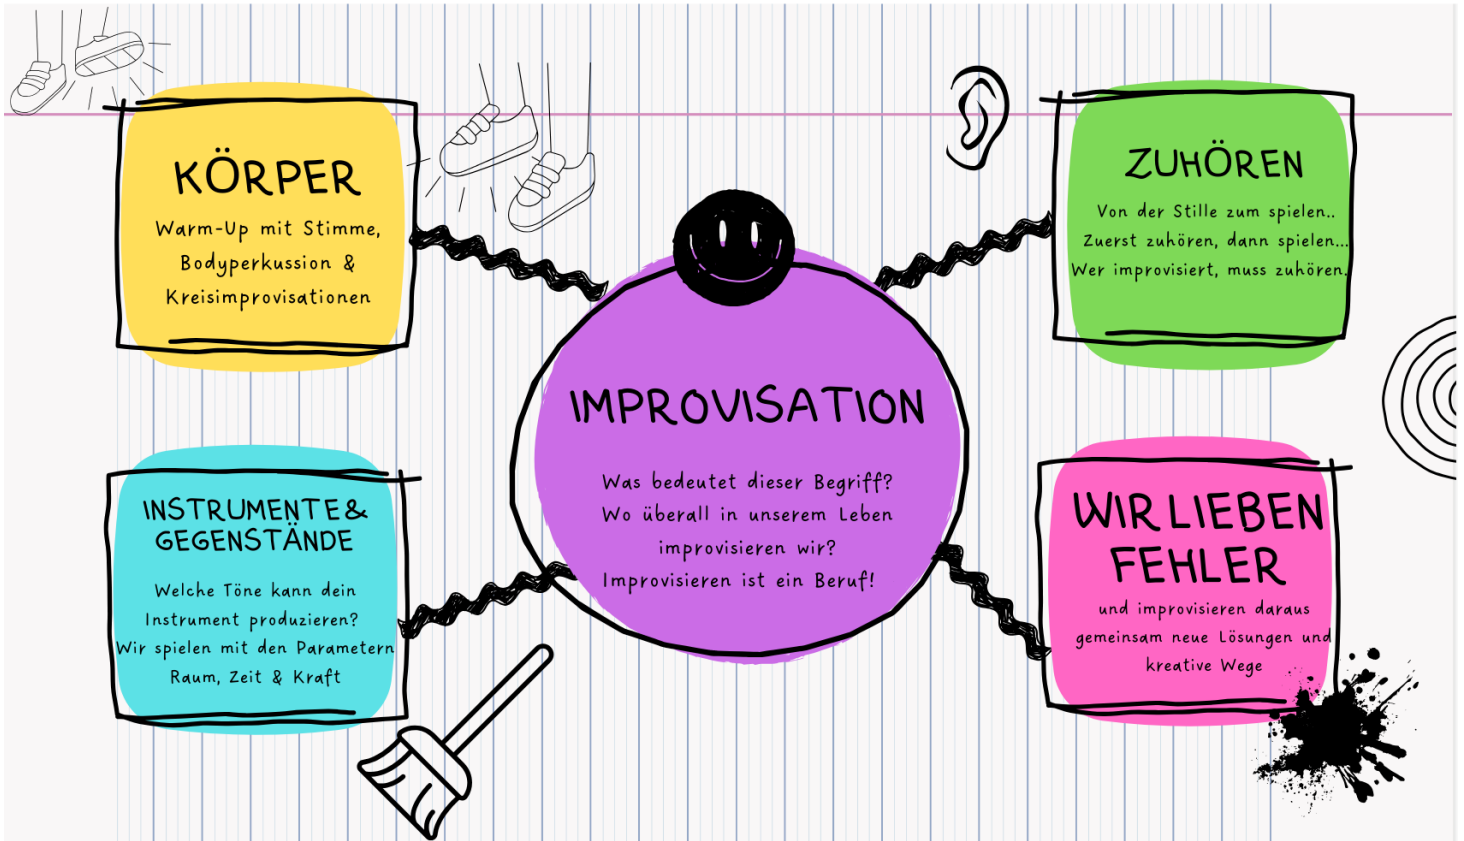 KÖRPER
Warm-Up mit Stimme,
Bodyperkussion &
Kreisimprovisationen
ZUHÖREN
Von der Stille zum spielen..
Zuerst zuhören, dann spielen...
Wer improvisiert, muss zuhören.
IMPROVISATION
Was bedeutet dieser Begriff?
Wo überall in unserem Leben
improvisieren wir?
Improvisieren ist ein Beruf!
INSTRUMENTE &
GEGENSTÄNDE
Welche Töne kann dein
Instrument produzieren?
Wir spielen mit den Parametern
Raum, Zeit & Kraft
WIR LIEBEN
FEHLER
und improvisieren daraus
gemeinsam neue Lösungen und
kreative Wege